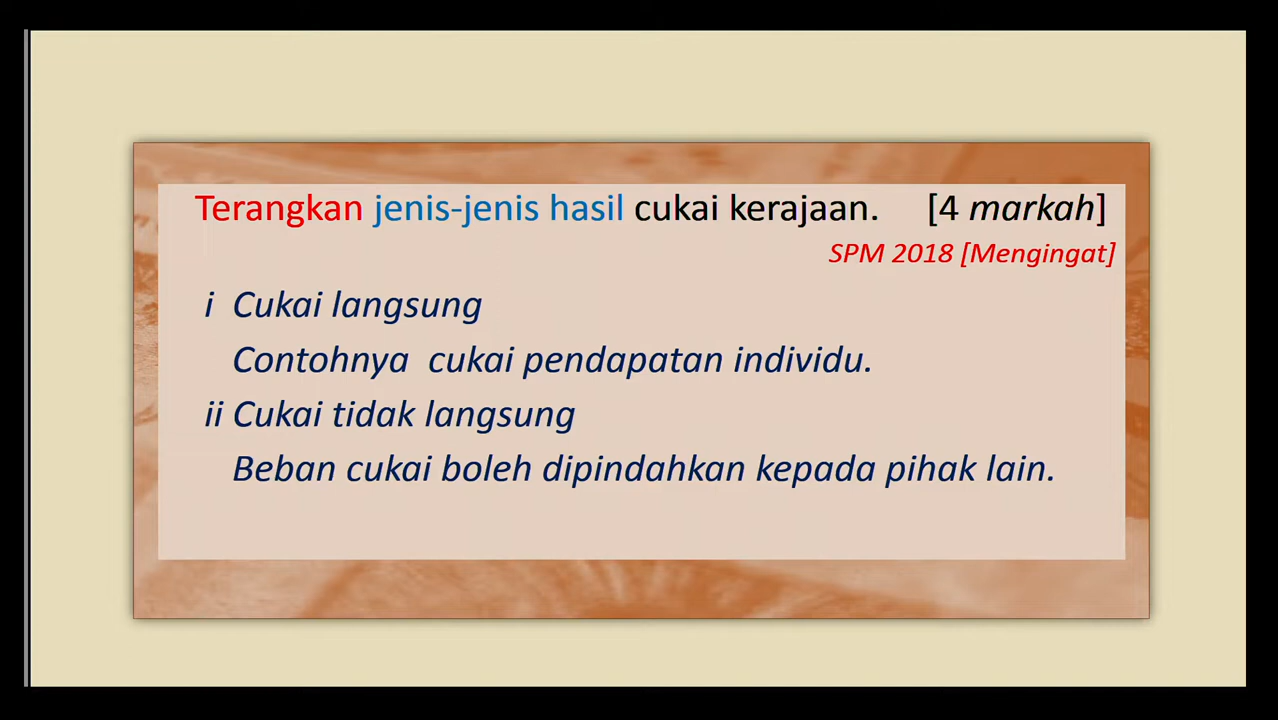 Terangkan jenis-jenis hasil cukai kerajaan. [4 markah]
SPM 2018 [Mengingat]
i Cukai langsung
Contohnya cukai pendapatan individu.
ii Cukai tidak langsung
Beban cukai boleh dipindahkan kepada pihak lain.